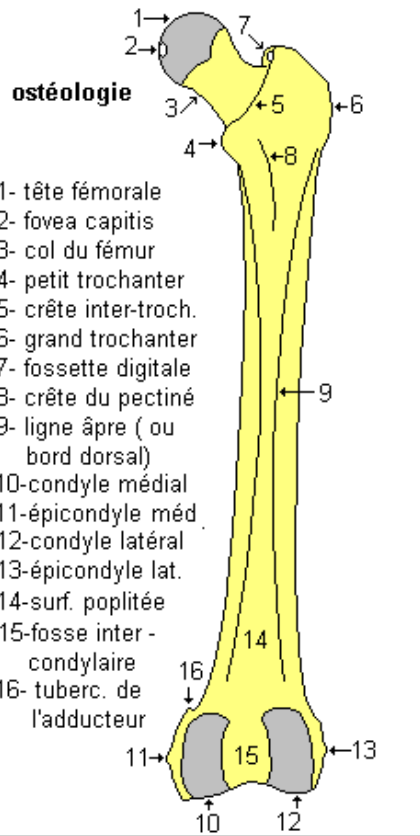 1
2
7
ostéologie
3
5
6
4
8
1- tête fémorale
2- fovea capitis
3- col du fémur
4- petit trochanter
5- crête inter-troch.
6- grand trochanter
7- fossette digitale
8- crête du pectiné
9- ligne âpre ( ou
bord dorsal)
9
10-condyle médial
11-épicondyle méd.
12-condyle latéral
13-épicondyle lat.
14-surf. poplitée
15-fosse inter -
condylaire
16- tuberc. de
l'adducteur
14
16
11
15
13
10
12